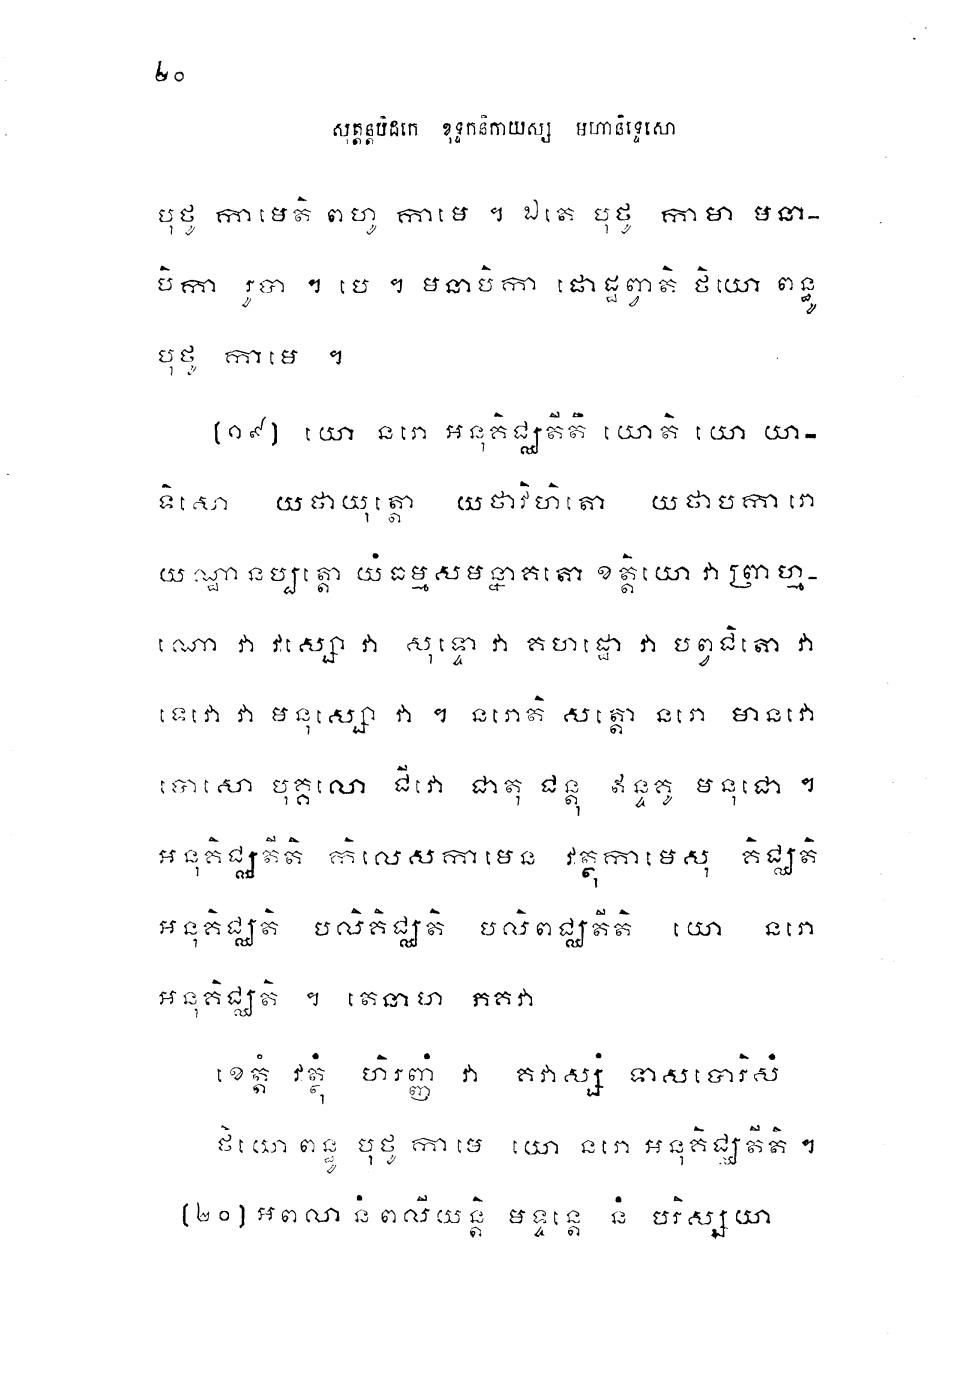 ២០
សុត្តន្តបិដកេ ខុទ្ទកនិកាយស្ស មហានិទ្ទេសោ
បុថូ កាមេតិ ពហូ កាមេ ។ ឯតេ បុថូ កាមា មនា-
បិកា រូបា ។ បេ ។ មនាបិកា ផោដ្ឋព្វាតិ ថិយោ ពន្ធូ
បុថូ កាមេ ។
(១៩) យោ នរោ អនុគិជ្ឈតីតិ យោតិ យោ យា-
ទិសោ យថាយុត្តោ យថាវិហិតោ យថាបការោ
យណ្ឋានប្បត្តោ យំធម្មសមន្នាគតោ ខត្តិយោ វា ព្រាហ្ម-
ណោ វា វេស្សោ វា សុទ្ទោ វា គហដ្ឋោ វា បព្វជិតោ វា
ទេវោ វា មនុស្សោ វា ។ នរោតិ សត្តោ នរោ មានវោ
បោសោ បុគ្គលោ ជីវោ ជាតុ ជន្តុ ឥន្ទគូ មនុជោ ។
អនុគិជ្ឈតីតិ កិលេសកាមេន វត្ថុកាមេសុ គិជ្ឈតិ
អនុគិជ្ឈតិ បលិគិជ្ឈតិ បលិពជ្ឈតីតិ យោ នរោ
អនុគិជ្ឈតិ ។ តេនាហ ភគវា
ខេត្តំ វត្ថុំ ហិរញ្ញំ វា គវាស្សំ ទាសបោរិសំ
ថិយោ ពន្ធូ បុថូ កាមេ យោ នរោ អនុគិជ្ឈតីតិ ។
(២០) អពលា នំ ពលីយន្តិ មទ្ទន្តេ នំ បរិស្សយា